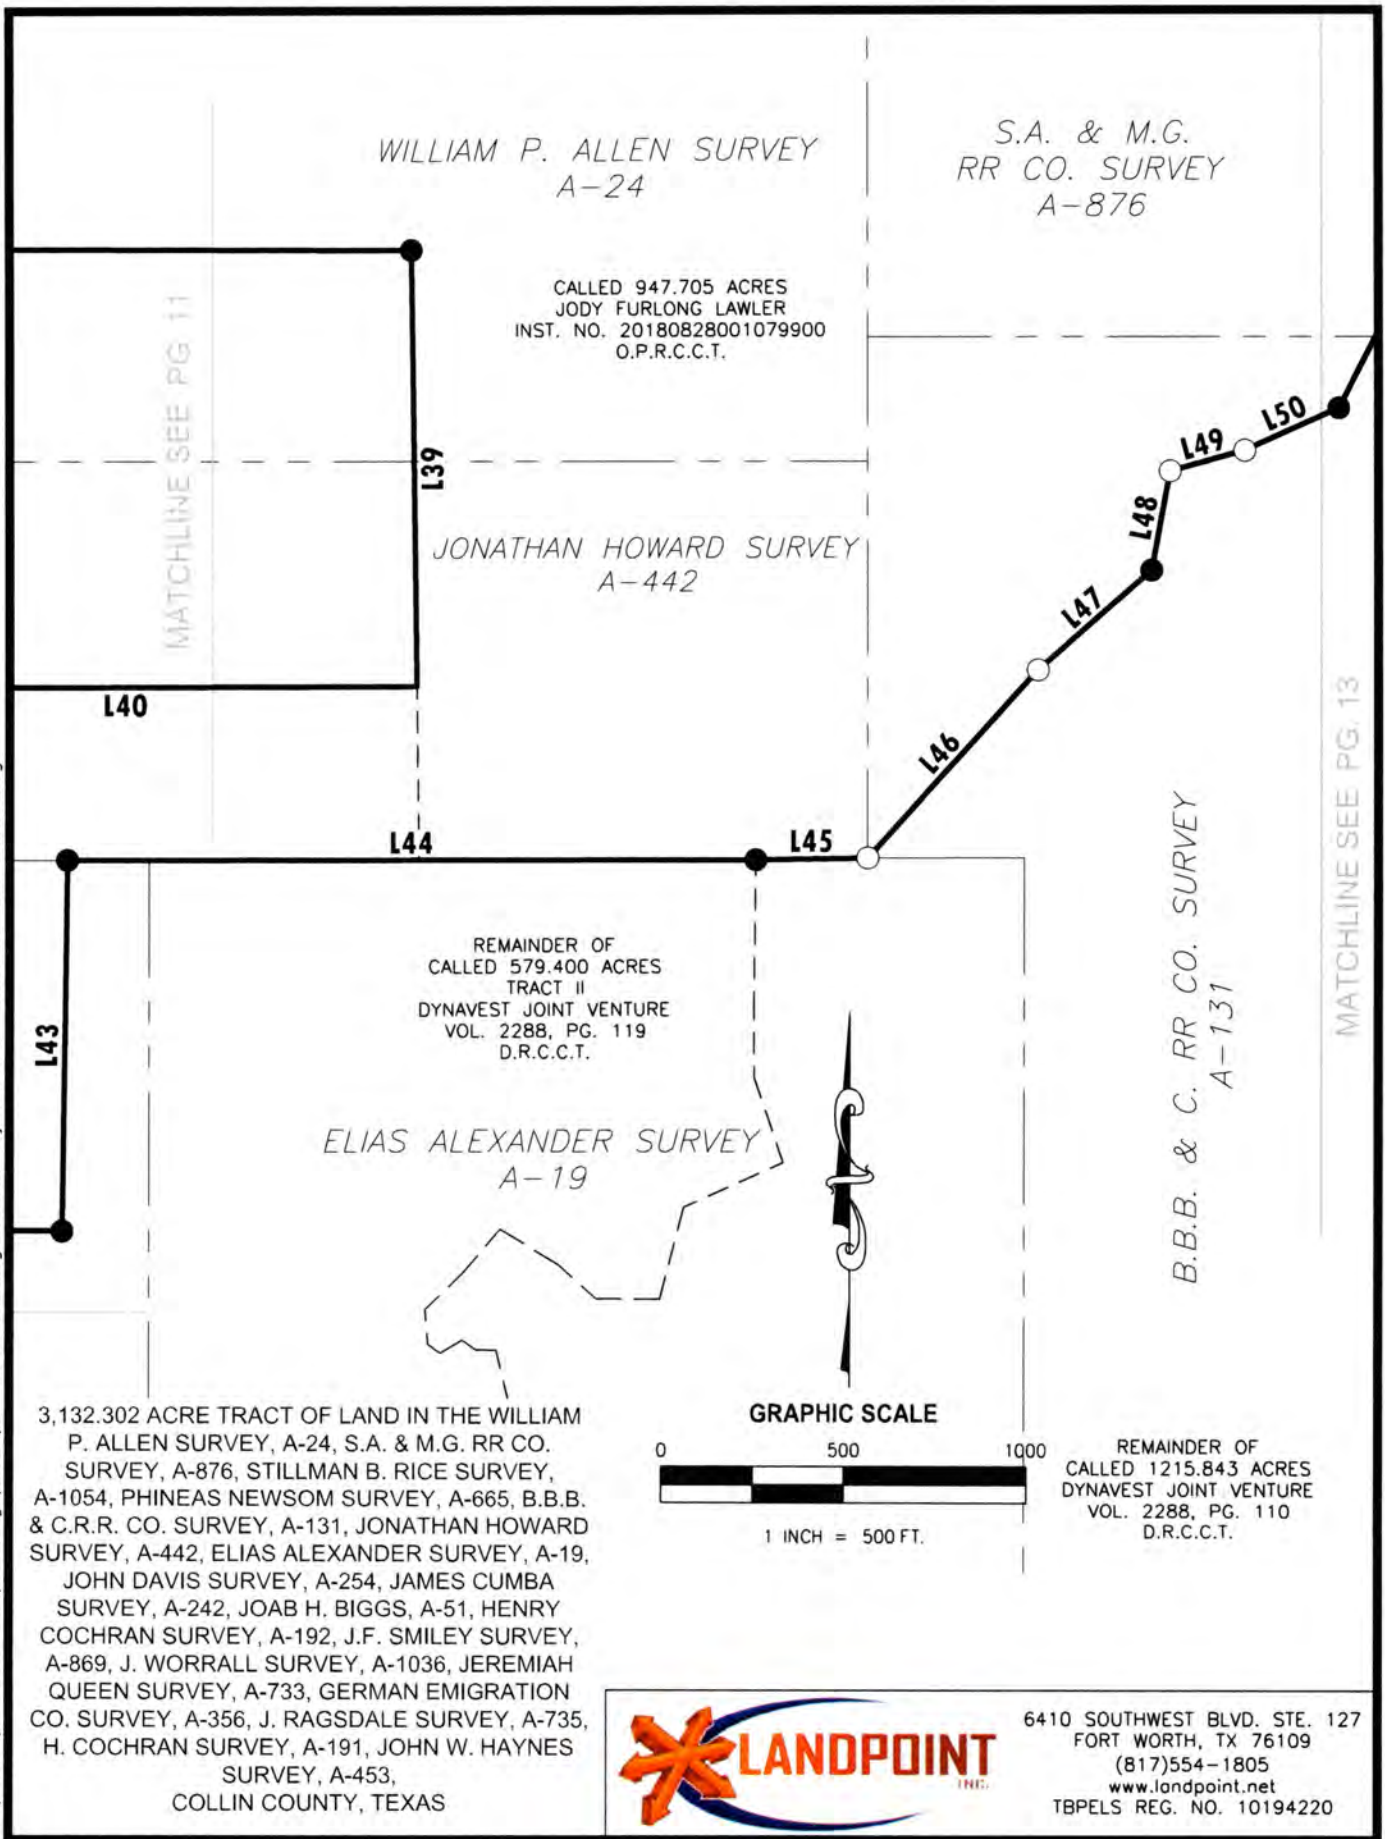 WILLIAM P. ALLEN SURVEY
A-24
S.A. & M.G.
RR CO. SURVEY
A-876
CALLED 947.705 ACRES
JODY FURLONG LAWLER
INST. NO. 20180828001079900
O.P.R.C.C.T.
MATCHLINE SEE PG 11
L39
L50
L49
L48
JONATHAN HOWARD SURVEY
A-442
L47
L40
L46
MATCHLINE SEE PG. 13
L44
L45
B.B.B. & C. RR CO. SURVEY
A-131
REMAINDER OF
CALLED 579.400 ACRES
TRACT II
DYNAVEST JOINT VENTURE
VOL. 2288, PG. 119
D.R.C.C.T.
L43
ELIAS ALEXANDER SURVEY
A-19
3,132.302 ACRE TRACT OF LAND IN THE WILLIAM
P. ALLEN SURVEY, A-24, S.A. & M.G. RR CO.
SURVEY, A-876, STILLMAN B. RICE SURVEY,
A-1054, PHINEAS NEWSOM SURVEY, A-665, B.B.B.
& C.R.R. CO. SURVEY, A-131, JONATHAN HOWARD
SURVEY, A-442, ELIAS ALEXANDER SURVEY, A-19,
JOHN DAVIS SURVEY, A-254, JAMES CUMBA
SURVEY, A-242, JOAB H. BIGGS, A-51, HENRY
COCHRAN SURVEY, A-192, J.F. SMILEY SURVEY,
A-869, J. WORRALL SURVEY, A-1036, JEREMIAH
QUEEN SURVEY, A-733, GERMAN EMIGRATION
CO. SURVEY, A-356, J. RAGSDALE SURVEY, A-735,
H. COCHRAN SURVEY, A-191, JOHN W. HAYNES
SURVEY, A-453,
COLLIN COUNTY, TEXAS
GRAPHIC SCALE
0 500 1000
1 INCH = 500 FT.
REMAINDER OF
CALLED 1215.843 ACRES
DYNAVEST JOINT VENTURE
VOL. 2288, PG. 110
D.R.C.C.T.
LANDPOINT
INC.
6410 SOUTHWEST BLVD. STE. 127
FORT WORTH, TX 76109
(817)554-1805
www.landpoint.net
TBPELS REG. NO. 10194220